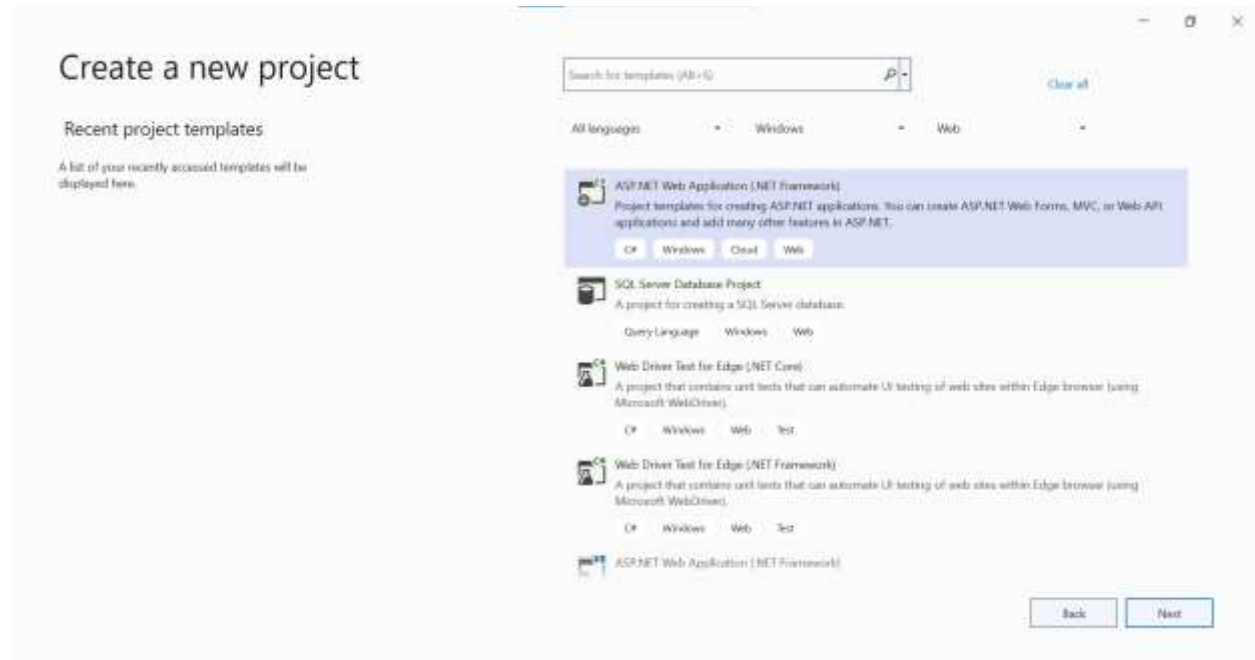 Create a new project
Search for templates (Alt+S)
Clear all
Recent project templates
All languages
Windows
Web
A list of your recently accessed templates will be
displayed here.
ASP.NET Web Application (.NET Framework)
Project templates for creating ASP.NET applications. You can create ASP.NET Web Forms, MVC, or Web API
applications and add many other features in ASP.NET.
C# Windows Cloud Web
SQL Server Database Project
A project for creating a SQL Server database.
Query Language Windows Web
Web Driver Test for Edge (.NET Core)
A project that contains unit tests that can automate UI testing of web sites within Edge browser (using
Microsoft WebDriver).
C# Windows Web Test
Web Driver Test for Edge (.NET Framework)
A project that contains unit tests that can automate UI testing of web sites within Edge browser (using
Microsoft WebDriver).
C# Windows Web Test
ASP.NET Web Application (.NET Framework)
Back
Next